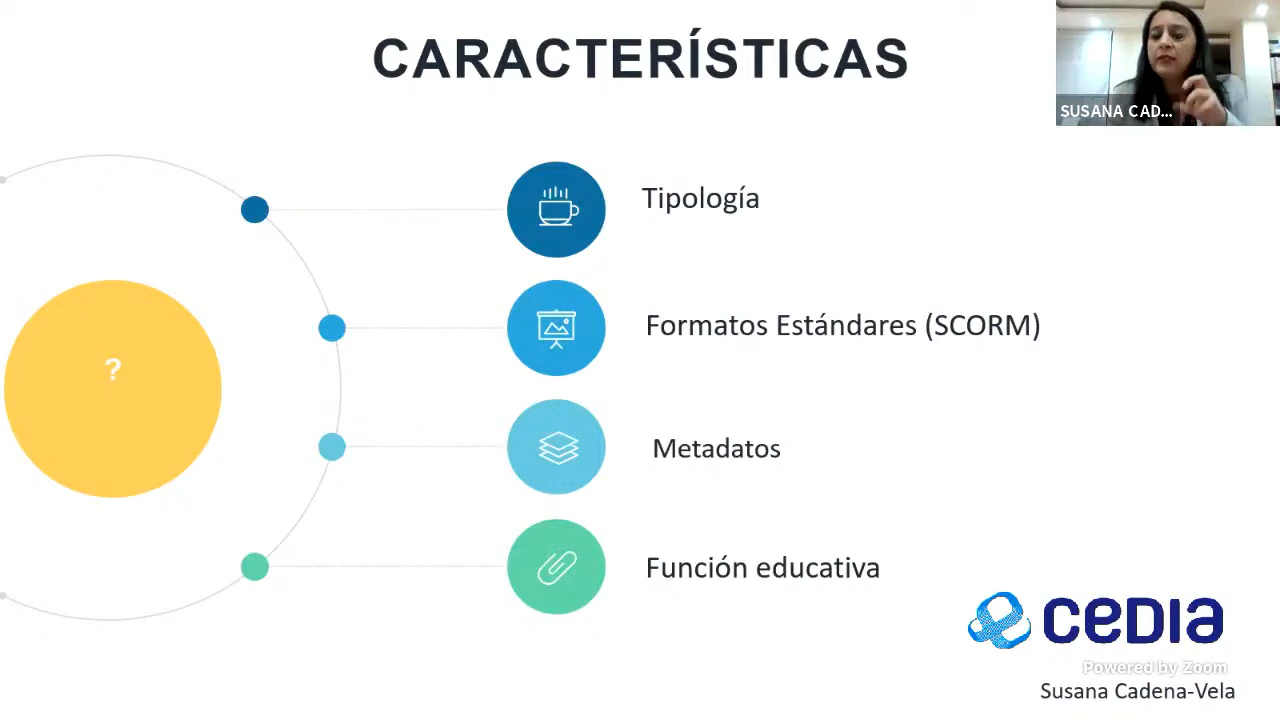 CARACTERÍSTICAS
SUSANA CAD...
Tipología
Formatos Estándares (SCORM)
?
Metadatos
Función educativa
CEDIA
Powered by Zoom
Susana Cadena-Vela